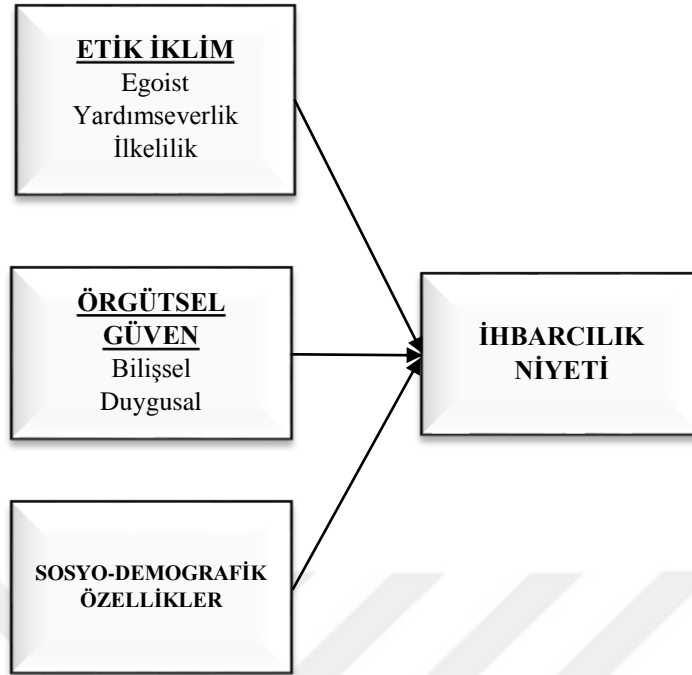 ETİK İKLİM
Egoist
Yardımseverlik
İlkelilik
ÖRGÜTSEL
GÜVEN
Bilişsel
Duygusal
İHBARCILIK
NİYETİ
SOSYO-DEMOGRAFİK
ÖZELLİKLER